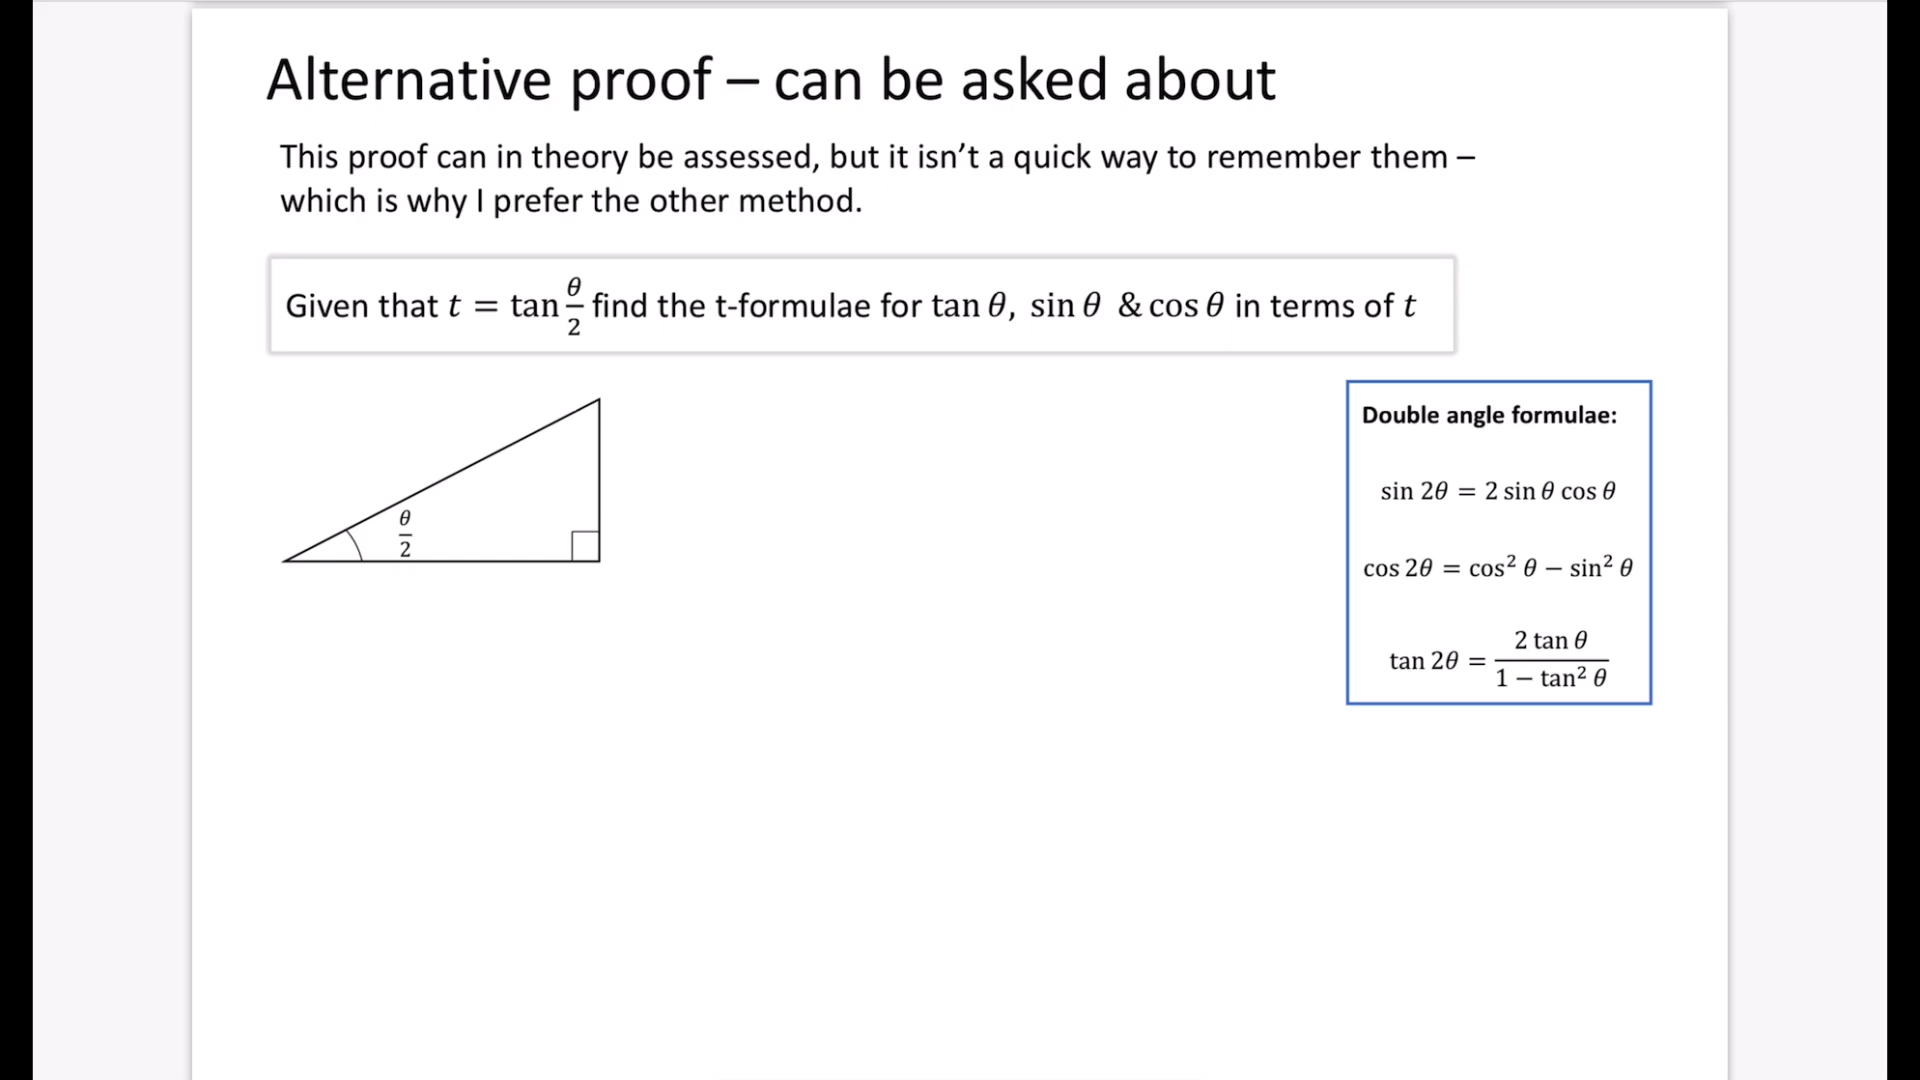 Alternative proof – can be asked about
This proof can in theory be assessed, but it isn’t a quick way to remember them –
which is why I prefer the other method.
Given that t = tan θ/2 find the t-formulae for tan θ, sin θ & cos θ in terms of t
θ/2
Double angle formulae:
sin 2θ = 2 sin θ cos θ
cos 2θ = cos² θ − sin² θ
tan 2θ = 2 tan θ / 1 − tan² θ